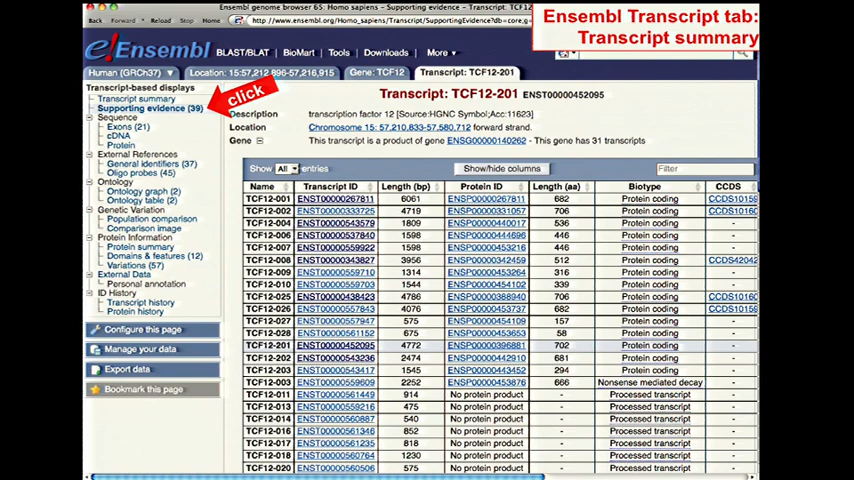 Ensembl genome browser 65: Homo sapiens - Supporting evidence - Transcript: TCF12
Back Forward Reload Stop Home
http://www.ensembl.org/Homo_sapiens/Transcript/SupportingEvidence?db=core;g=
Ensembl Transcript tab:
Transcript summary
e!Ensembl BLAST/BLAT BioMart Tools Downloads More
Human (GRCh37) Location: 15:57,212,896-57,216,915 Gene: TCF12 Transcript: TCF12-201
Transcript-based displays
Transcript summary
Supporting evidence (39)
Sequence
Exons (21)
cDNA
Protein
External References
General identifiers (37)
Oligo probes (45)
Ontology
Ontology graph (2)
Ontology table (2)
Genetic Variation
Population comparison
Comparison image
Protein Information
Protein summary
Domains & features (12)
Variations (57)
External Data
Personal annotation
ID History
Transcript history
Protein history
Configure this page
Manage your data
Export data
Bookmark this page
click
Transcript: TCF12-201 ENST00000452095
Description transcription factor 12 [Source:HGNC Symbol;Acc:11623]
Location Chromosome 15: 57,210,833-57,580,712 forward strand.
Gene This transcript is a product of gene ENSG00000140262 - This gene has 31 transcripts
Show All entries Show/hide columns Filter
Name Transcript ID Length (bp) Protein ID Length (aa) Biotype CCDS
TCF12-001 ENST00000267811 6061 ENSP00000267811 682 Protein coding CCDS10159
TCF12-002 ENST00000333725 4719 ENSP00000331057 706 Protein coding CCDS10160
TCF12-004 ENST00000543579 1809 ENSP00000440017 536 Protein coding -
TCF12-006 ENST00000537840 1598 ENSP00000444696 446 Protein coding -
TCF12-007 ENST00000559922 1598 ENSP00000453216 446 Protein coding -
TCF12-008 ENST00000343827 3956 ENSP00000342459 512 Protein coding CCDS42042
TCF12-009 ENST00000559710 1314 ENSP00000453264 316 Protein coding -
TCF12-010 ENST00000559703 1544 ENSP00000454102 339 Protein coding -
TCF12-025 ENST00000438423 4786 ENSP00000388940 706 Protein coding CCDS10160
TCF12-026 ENST00000557843 4076 ENSP00000453737 682 Protein coding CCDS10159
TCF12-027 ENST00000557947 575 ENSP00000454109 157 Protein coding -
TCF12-028 ENST00000561152 675 ENSP00000453653 58 Protein coding -
TCF12-201 ENST00000452095 4772 ENSP00000396881 702 Protein coding -
TCF12-202 ENST00000543236 2474 ENSP00000442910 681 Protein coding -
TCF12-203 ENST00000543417 1545 ENSP00000443452 294 Protein coding -
TCF12-003 ENST00000559609 2252 ENSP00000453876 666 Nonsense mediated decay -
TCF12-011 ENST00000561449 914 No protein product - Processed transcript -
TCF12-013 ENST00000559216 475 No protein product - Processed transcript -
TCF12-014 ENST00000560887 540 No protein product - Processed transcript -
TCF12-016 ENST00000561346 852 No protein product - Processed transcript -
TCF12-017 ENST00000561235 818 No protein product - Processed transcript -
TCF12-018 ENST00000560764 1230 No protein product - Processed transcript -
TCF12-020 ENST00000560506 575 No protein product - Processed transcript -